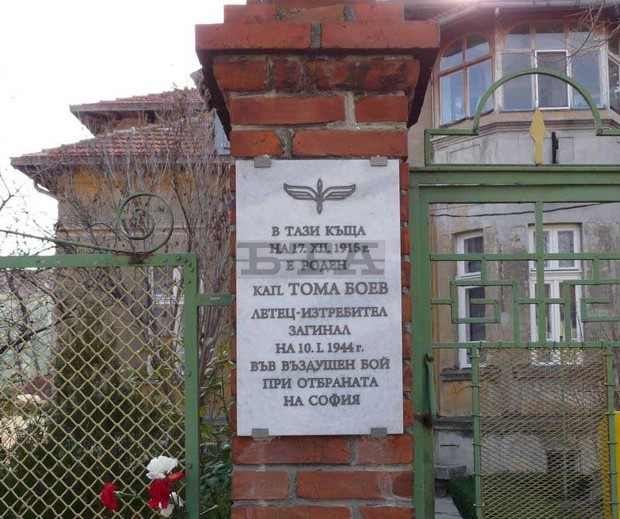 В ТАЗИ КЪЩА
НА 17. XII. 1915 г.
Е РОДЕН
КАП. ТОМА БОЕВ
ЛЕТЕЦ-ИЗТРЕБИТЕЛ
ЗАГИНАЛ
НА 10. I. 1944 г.
ВЪВ ВЪЗДУШЕН БОЙ
ПРИ ОТБРАНАТА
НА СОФИЯ